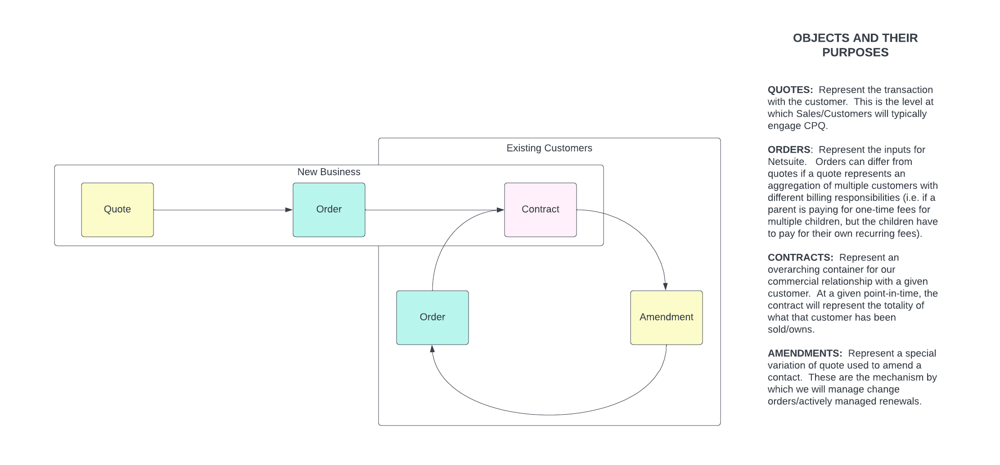 OBJECTS AND THEIR
PURPOSES
QUOTES:  Represent the transaction
with the customer.  This is the level at
which Sales/Customers will typically
engage CPQ.
ORDERS:  Represent the inputs for
Netsuite.   Orders can differ from
quotes if a quote represents an
aggregation of multiple customers with
different billing responsibilities (i.e. if a
parent is paying for one-time fees for
multiple children, but the children have
to pay for their own recurring fees).
CONTRACTS:  Represent an
overarching container for our
commercial relationship with a given
customer.  At a given point-in-time, the
contract will represent the totality of
what that customer has been
sold/owns.
AMENDMENTS:  Represent a special
variation of quote used to amend a
contact.  These are the mechanism by
which we will manage change
orders/actively managed renewals.
Existing Customers
New Business
Quote
Order
Contract
Order
Amendment